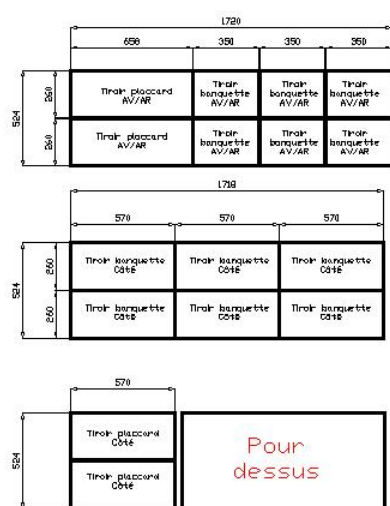 1720
658 350 350 350
524 260 Tiroir placcard AV/AR Tiroir banquette AV/AR Tiroir banquette AV/AR Tiroir banquette AV/AR
260 Tiroir placcard AV/AR Tiroir banquette AV/AR Tiroir banquette AV/AR Tiroir banquette AV/AR
1718
570 570 570
524 260 Tiroir banquette Côté Tiroir banquette Côté Tiroir banquette Côté
260 Tiroir banquette Côté Tiroir banquette Côté Tiroir banquette Côté
570
524 Tiroir placcard Côté
Tiroir placcard Côté
Pour
dessus